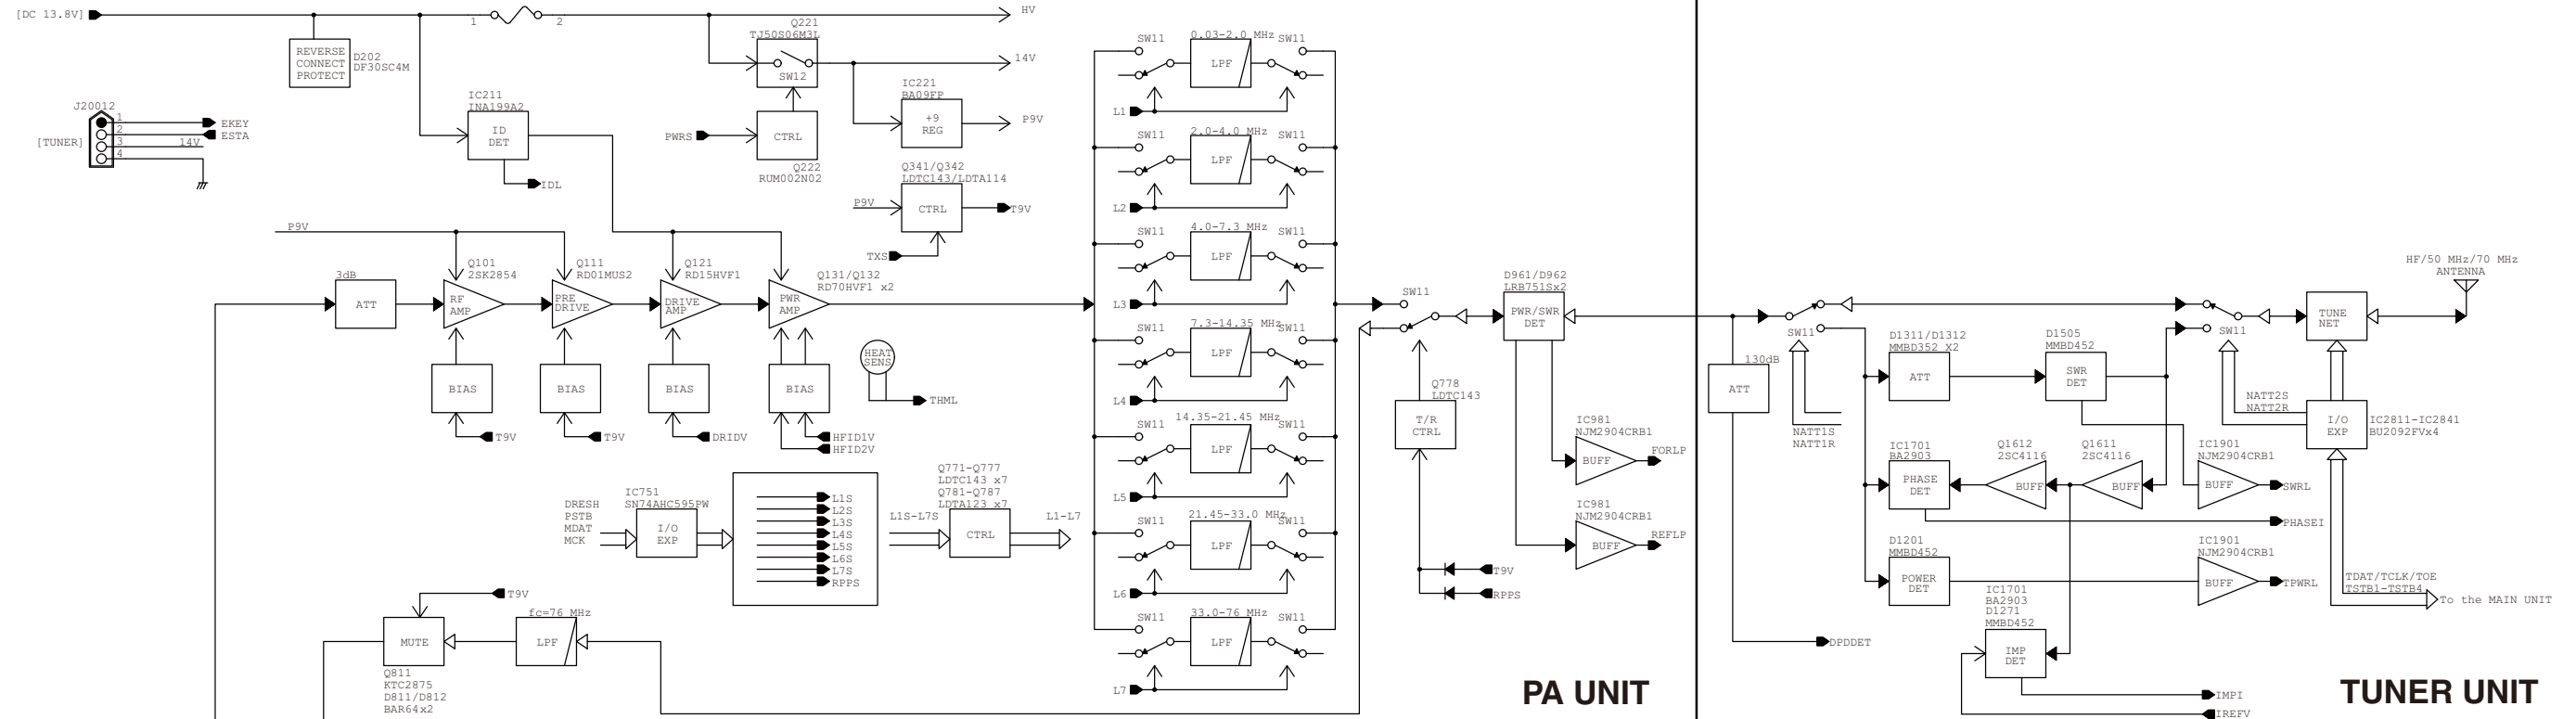 [DC 13.8V]
1
2
HV
REVERSE
CONNECT
PROTECT
D202
DF30SC4M
Q221
TJ50S06M3L
SW12
14V
IC221
BA09FP
+9
REG
P9V
J20012
[TUNER]
1
2
3
4
EKEY
ESTA
14V
IC211
INA199A2
ID
DET
IDL
PWRS
CTRL
Q222
RUM002N02
Q341/Q342
LDTC143/LDTA114
P9V
CTRL
T9V
TXS
P9V
3dB
ATT
Q101
2SK2854
RF
AMP
Q111
RD01MUS2
PRE
DRIVE
Q121
RD15HVF1
DRIVE
AMP
Q131/Q132
RD70HVF1 x2
PWR
AMP
HEAT
SENS
THML
BIAS
BIAS
BIAS
BIAS
T9V
T9V
DRIDV
HFID1V
HFID2V
DRESH
PSTB
MDAT
MCK
IC751
SN74AHC595PW
I/O
EXP
L1S
L2S
L3S
L4S
L5S
L6S
L7S
RPPS
L1S-L7S
Q771-Q777
LDTC143 x7
Q781-Q787
LDTA123 x7
CTRL
L1-L7
T9V
MUTE
Q811
KTC2875
D811/D812
BAR64x2
fc=76 MHz
LPF
SW11
0.03-2.0 MHz
SW11
LPF
L1
SW11
2.0-4.0 MHz
SW11
LPF
L2
SW11
4.0-7.3 MHz
SW11
LPF
L3
SW11
7.3-14.35 MHz
SW11
LPF
L4
SW11
14.35-21.45 MHz
SW11
LPF
L5
SW11
21.45-33.0 MHz
SW11
LPF
L6
SW11
33.0-76 MHz
SW11
LPF
L7
SW11
Q778
LDTC143
T/R
CTRL
T9V
RPPS
D961/D962
LRB751Sx2
PWR/SWR
DET
IC981
NJM2904CRB1
BUFF
FORLP
IC981
NJM2904CRB1
BUFF
REFLP
PA UNIT
130dB
ATT
DPDDET
SW11
NATT1S
NATT1R
D1311/D1312
MMBD352 X2
ATT
D1505
MMBD452
SWR
DET
IC1701
BA2903
PHASE
DET
Q1612
2SC4116
BUFF
Q1611
2SC4116
BUFF
IC1901
NJM2904CRB1
BUFF
SWRL
PHASEI
D1201
MMBD452
POWER
DET
IC1901
NJM2904CRB1
BUFF
TPWRL
IC1701
BA2903
D1271
MMBD452
IMP
DET
IMPI
IREFV
SW11
NATT2S
NATT2R
TUNE
NET
HF/50 MHz/70 MHz
ANTENNA
I/O
EXP
IC2811-IC2841
BU2092FVx4
TDAT/TCLK/TOE
TSTB1-TSTB4
To the MAIN UNIT
TUNER UNIT